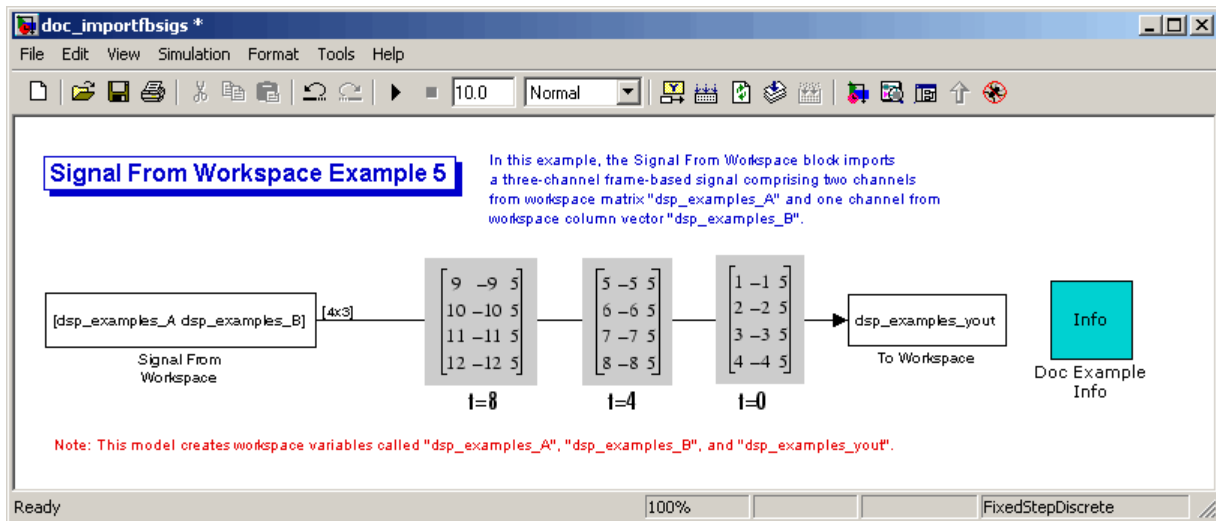 doc_importfbsigs *
File Edit View Simulation Format Tools Help
10.0 Normal
Signal From Workspace Example 5
In this example, the Signal From Workspace block imports
a three-channel frame-based signal comprising two channels
from workspace matrix "dsp_examples_A" and one channel from
workspace column vector "dsp_examples_B".
[dsp_examples_A dsp_examples_B]
[4x3]
Signal From
Workspace
9 -9 5
10 -10 5
11 -11 5
12 -12 5
t=8
5 -5 5
6 -6 5
7 -7 5
8 -8 5
t=4
1 -1 5
2 -2 5
3 -3 5
4 -4 5
t=0
dsp_examples_yout
To Workspace
Info
Doc Example
Info
Note: This model creates workspace variables called "dsp_examples_A", "dsp_examples_B", and "dsp_examples_yout".
Ready 100% FixedStepDiscrete